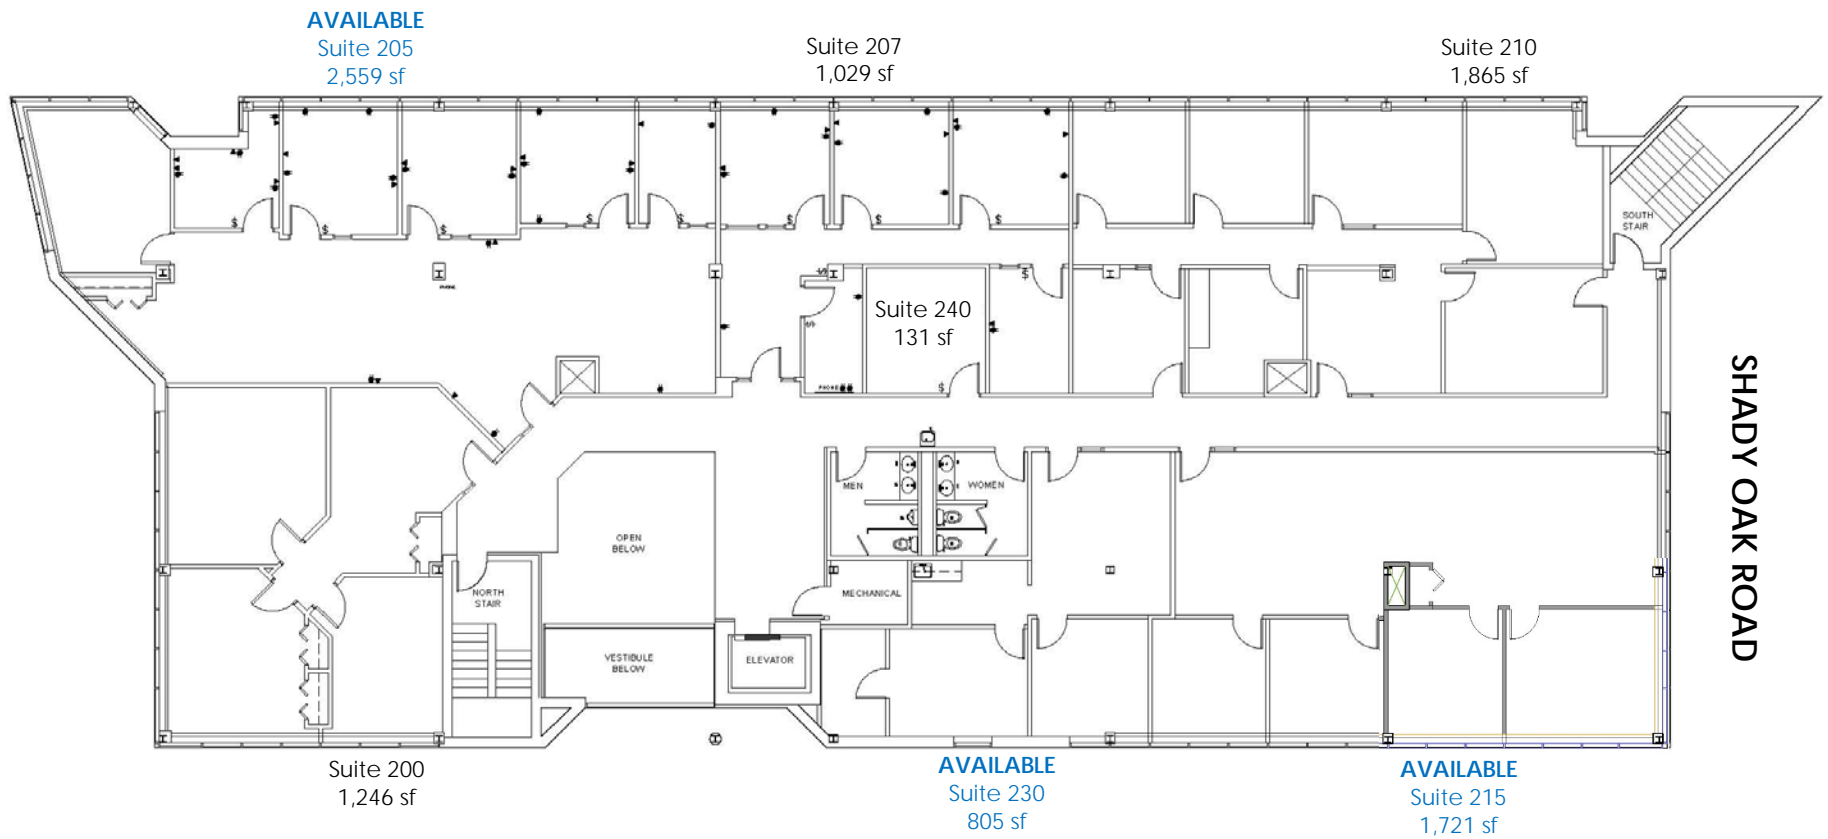 AVAILABLE
Suite 205
2,559 sf
Suite 207
1,029 sf
Suite 210
1,865 sf
SOUTH
STAIR
PHONE
Suite 240
131 sf
PHONE
SHADY OAK ROAD
MEN
WOMEN
OPEN
BELOW
NORTH
STAIR
MECHANICAL
VESTIBULE
BELOW
ELEVATOR
Suite 200
1,246 sf
AVAILABLE
Suite 230
805 sf
AVAILABLE
Suite 215
1,721 sf